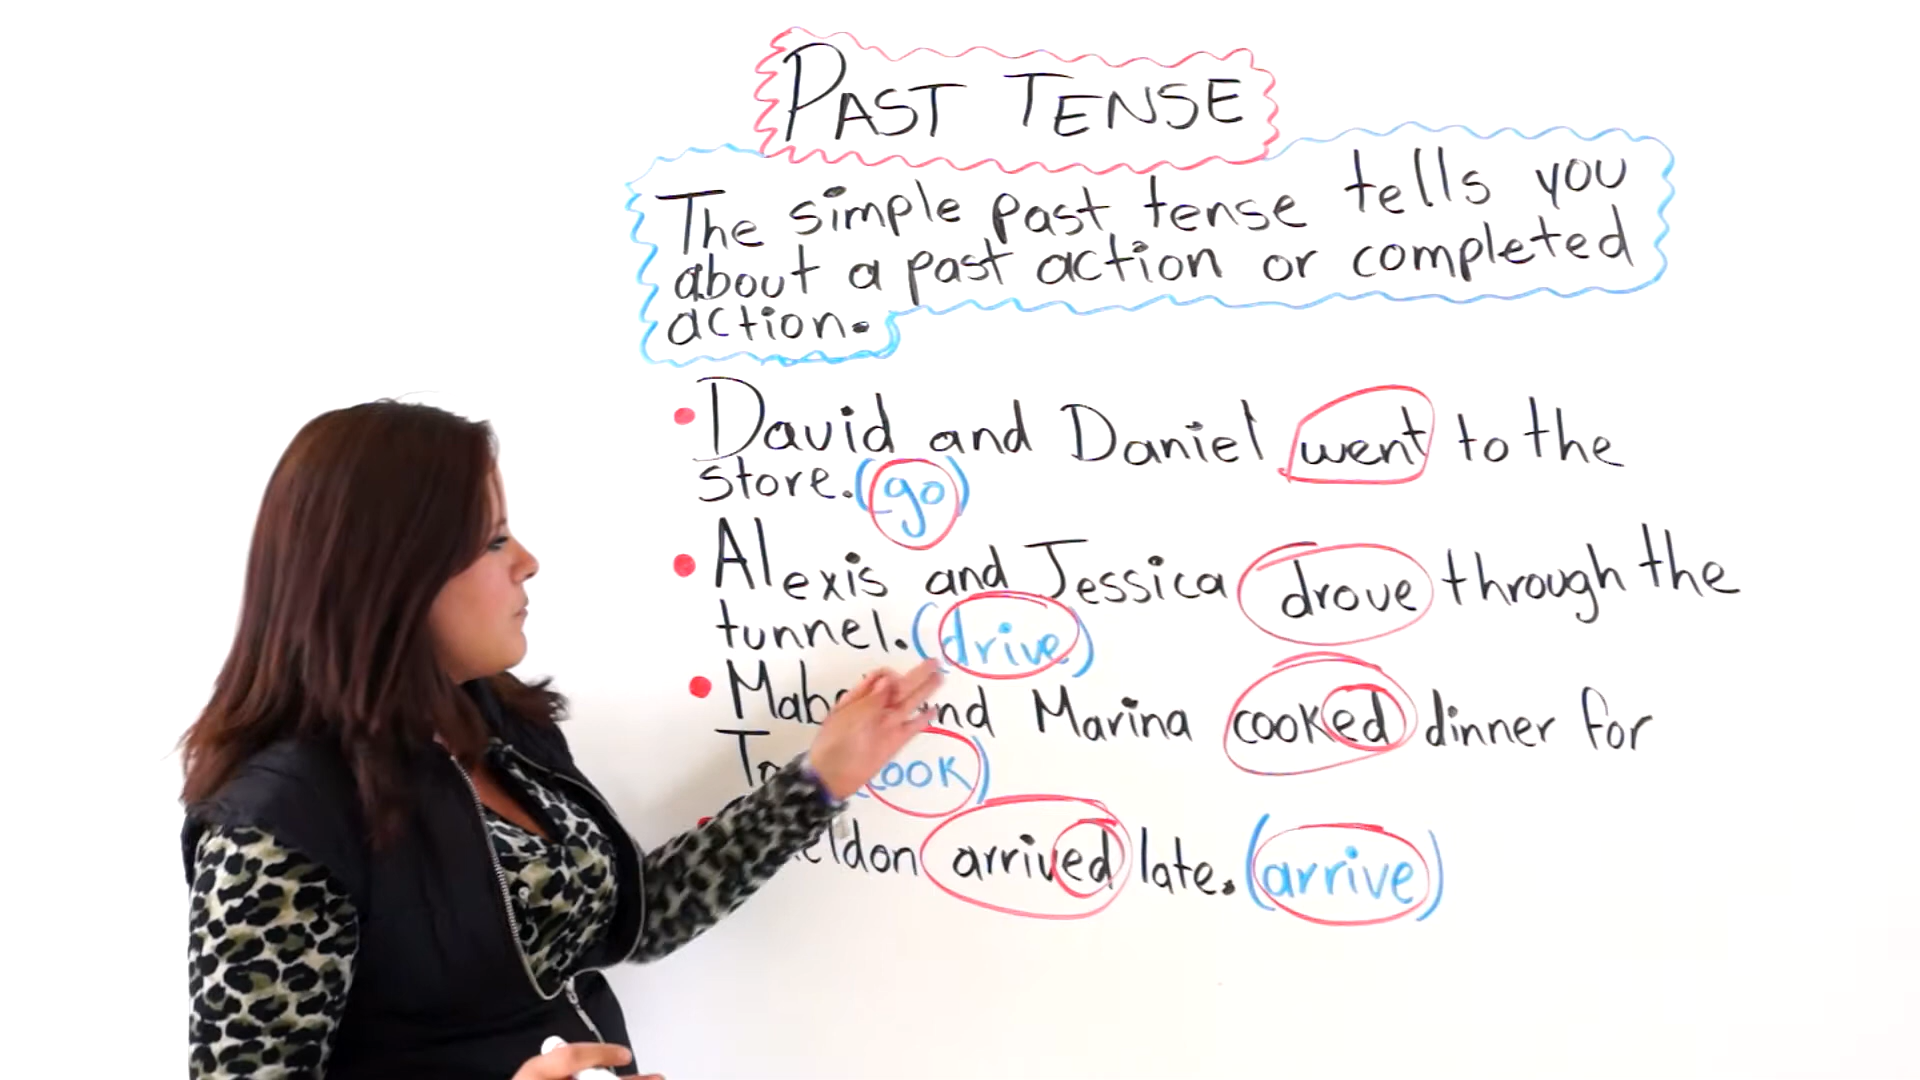 PAST TENSE
The simple past tense tells you
about a past action or completed
action.
David and Daniel went to the
store. (go)
Alexis and Jessica drove through the
tunnel. (drive)
and Marina cooked dinner for
(cook)
arrived late. (arrive)